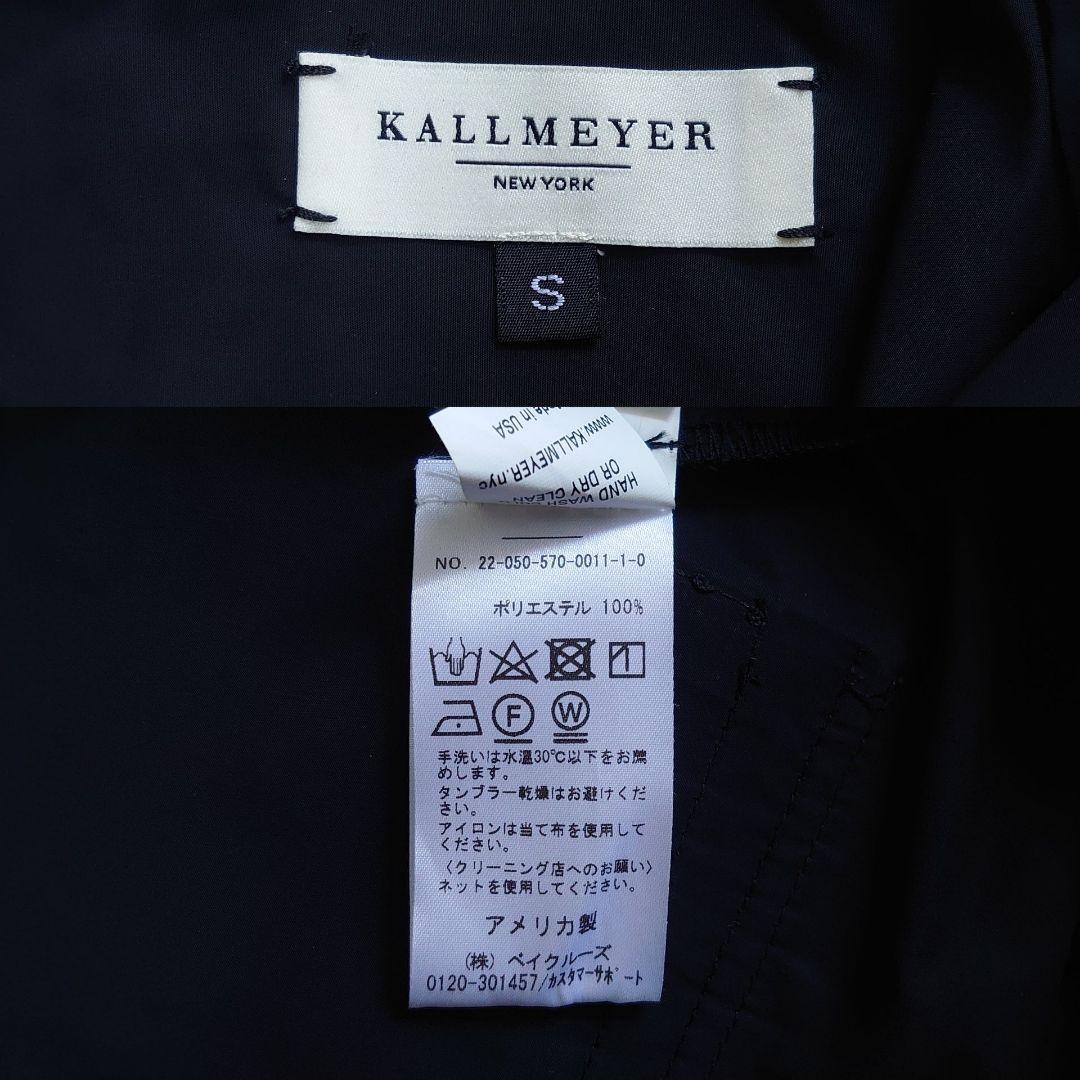 KALLMEYER
NEW YORK
S
Made in USA
www.KALLMEYER.nyc
OR DRY CLEAN
HAND WASH
NO. 22-050-570-0011-1-0
ポリエステル 100%
F
W
手洗いは水温30℃以下をお薦
めします。
タンブラー乾燥はお避けくだ
さい。
アイロンは当て布を使用して
ください。
〈クリーニング店へのお願い〉
ネットを使用してください。
アメリカ製
(株) ベイクルーズ
0120-301457/カスタマーサポート